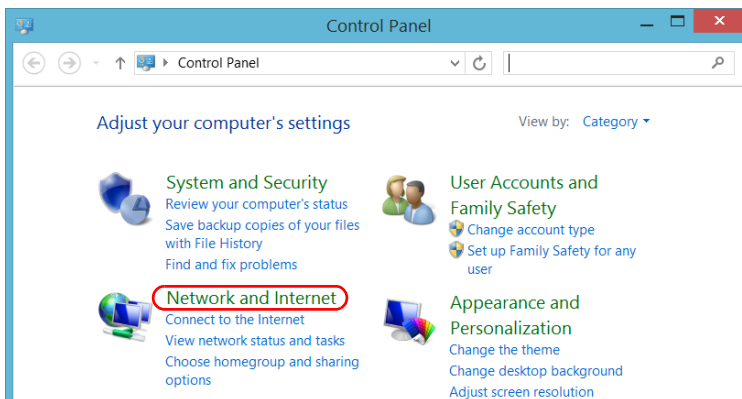 Control Panel
Control Panel
Adjust your computer's settings
View by: Category
System and Security
Review your computer's status
Save backup copies of your files
with File History
Find and fix problems
Network and Internet
Connect to the Internet
View network status and tasks
Choose homegroup and sharing
options
User Accounts and
Family Safety
Change account type
Set up Family Safety for any
user
Appearance and
Personalization
Change the theme
Change desktop background
Adjust screen resolution